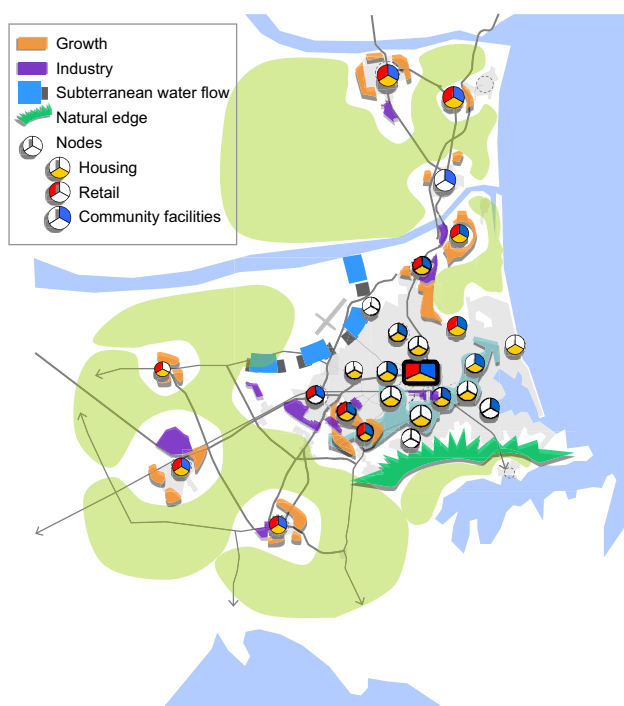 Growth
Industry
Subterranean water flow
Natural edge
Nodes
Housing
Retail
Community facilities